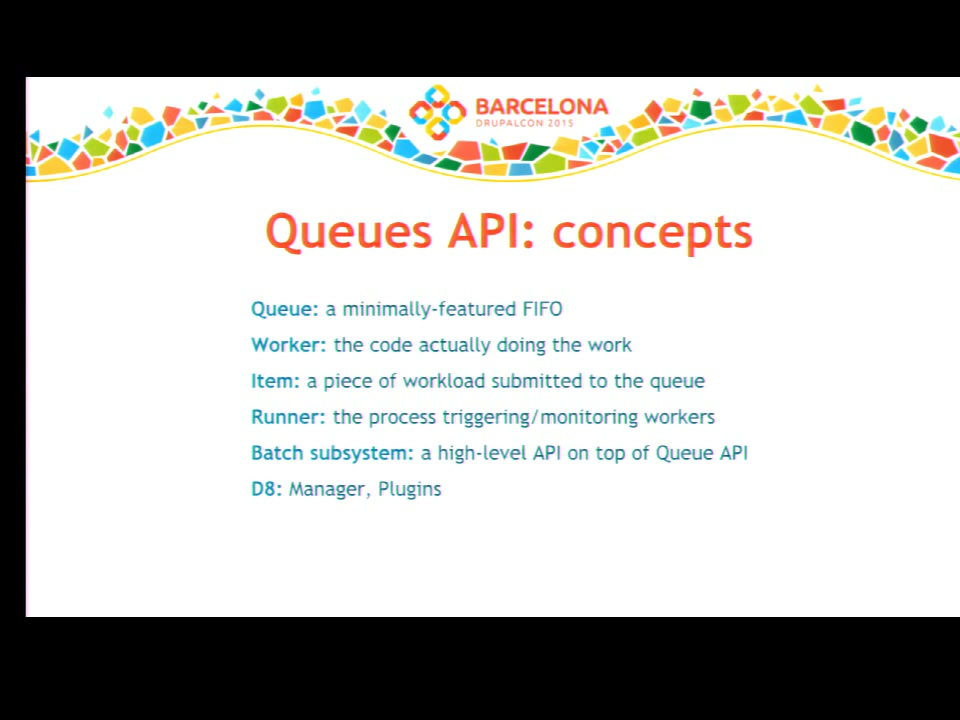 BARCELONA
DRUPALCON 2015
Queues API: concepts
Queue: a minimally-featured FIFO
Worker: the code actually doing the work
Item: a piece of workload submitted to the queue
Runner: the process triggering/monitoring workers
Batch subsystem: a high-level API on top of Queue API
D8: Manager, Plugins